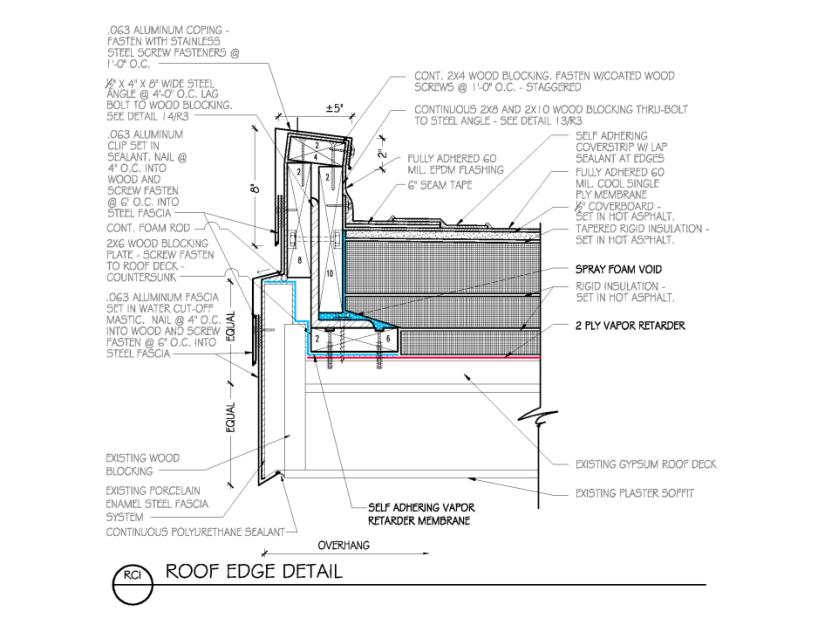 .063 ALUMINUM COPING -
FASTEN WITH STAINLESS
STEEL SCREW FASTENERS @
1'-0" O.C.
½" X 4" X 8" WIDE STEEL
ANGLE @ 4'-0" O.C. LAG
BOLT TO WOOD BLOCKING.
SEE DETAIL 14/R3
.063 ALUMINUM
CLIP SET IN
SEALANT. NAIL @
4" O.C. INTO
WOOD AND
SCREW FASTEN
@ 6" O.C. INTO
STEEL FASCIA
CONT. FOAM ROD
2X6 WOOD BLOCKING
PLATE - SCREW FASTEN
TO ROOF DECK -
COUNTERSUNK
.063 ALUMINUM FASCIA
SET IN WATER CUT-OFF
MASTIC. NAIL @ 4" O.C.
INTO WOOD AND SCREW
FASTEN @ 6" O.C. INTO
STEEL FASCIA
EXISTING WOOD
BLOCKING
EXISTING PORCELAIN
ENAMEL STEEL FASCIA
SYSTEM
CONTINUOUS POLYURETHANE SEALANT
±5"
8"
2"
EQUAL
EQUAL
2
4
2
8
10
2
6
CONT. 2X4 WOOD BLOCKING. FASTEN W/COATED WOOD
SCREWS @ 1'-0" O.C. - STAGGERED
CONTINUOUS 2X8 AND 2X10 WOOD BLOCKING THRU-BOLT
TO STEEL ANGLE - SEE DETAIL 13/R3
FULLY ADHERED 60
MIL. EPDM FLASHING
6" SEAM TAPE
SELF ADHERING
COVERSTRIP W/ LAP
SEALANT AT EDGES
FULLY ADHERED 60
MIL. COOL SINGLE
PLY MEMBRANE
½" COVERBOARD -
SET IN HOT ASPHALT.
TAPERED RIGID INSULATION -
SET IN HOT ASPHALT.
SPRAY FOAM VOID
RIGID INSULATION -
SET IN HOT ASPHALT.
2 PLY VAPOR RETARDER
EXISTING GYPSUM ROOF DECK
EXISTING PLASTER SOFFIT
SELF ADHERING VAPOR
RETARDER MEMBRANE
OVERHANG
RCI
ROOF EDGE DETAIL